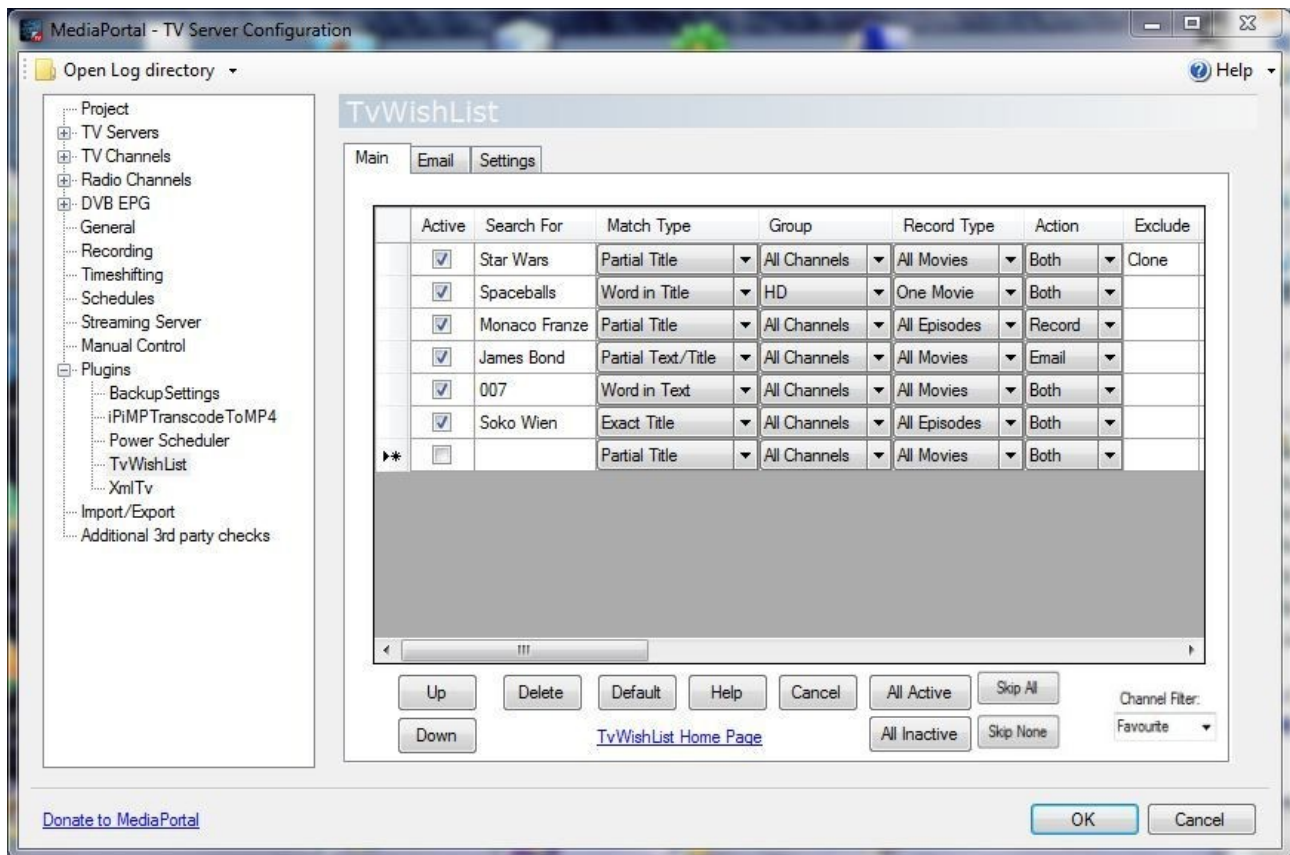 MediaPortal - TV Server Configuration
Open Log directory
Help
Project
TV Servers
TV Channels
Radio Channels
DVB EPG
General
Recording
Timeshifting
Schedules
Streaming Server
Manual Control
Plugins
BackupSettings
iPiMPTranscodeToMP4
Power Scheduler
TvWishList
XmlTv
Import/Export
Additional 3rd party checks
TvWishList
Main Email Settings
Active Search For Match Type Group Record Type Action Exclude
Star Wars Partial Title All Channels All Movies Both Clone
Spaceballs Word in Title HD One Movie Both
Monaco Franze Partial Title All Channels All Episodes Record
James Bond Partial Text/Title All Channels All Movies Email
007 Word in Text All Channels All Movies Both
Soko Wien Exact Title All Channels All Episodes Both
Partial Title All Channels All Movies Both
Up Delete Default Help Cancel All Active Skip All Channel Filter:
Down TvWishList Home Page All Inactive Skip None Favourite
Donate to MediaPortal OK Cancel